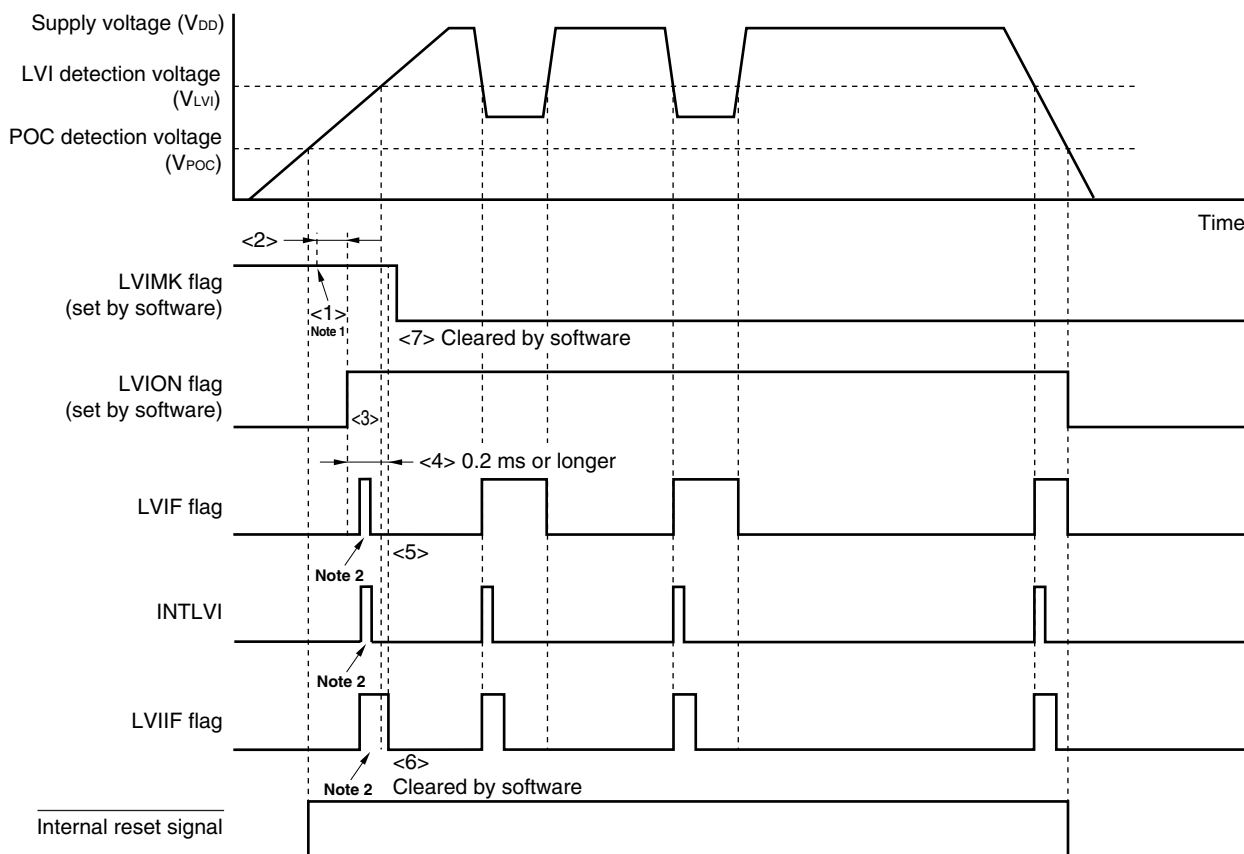 Supply voltage (VDD)
LVI detection voltage
(VLVI)
POC detection voltage
(VPOC)
Time
<2>
LVIMK flag
(set by software)
<1>
Note 1
<7> Cleared by software
LVION flag
(set by software)
<3>
<4> 0.2 ms or longer
LVIF flag
<5>
Note 2
INTLVI
Note 2
LVIIF flag
<6>
Note 2
Cleared by software
Internal reset signal